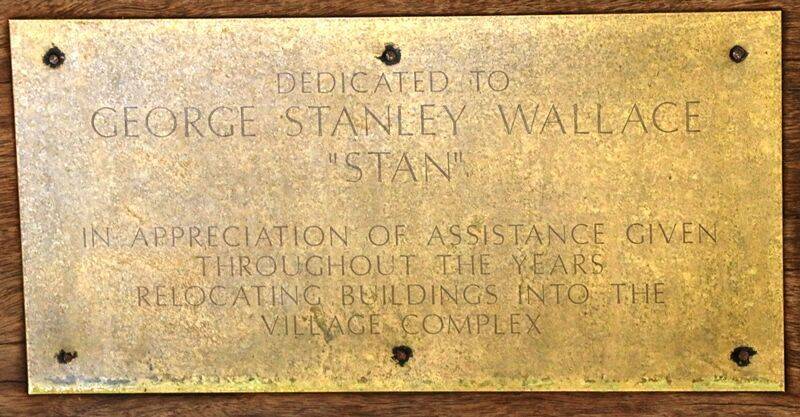 DEDICATED TO
GEORGE STANLEY WALLACE
"STAN"
IN APPRECIATION OF ASSISTANCE GIVEN
THROUGHOUT THE YEARS
RELOCATING BUILDINGS INTO THE
VILLAGE COMPLEX